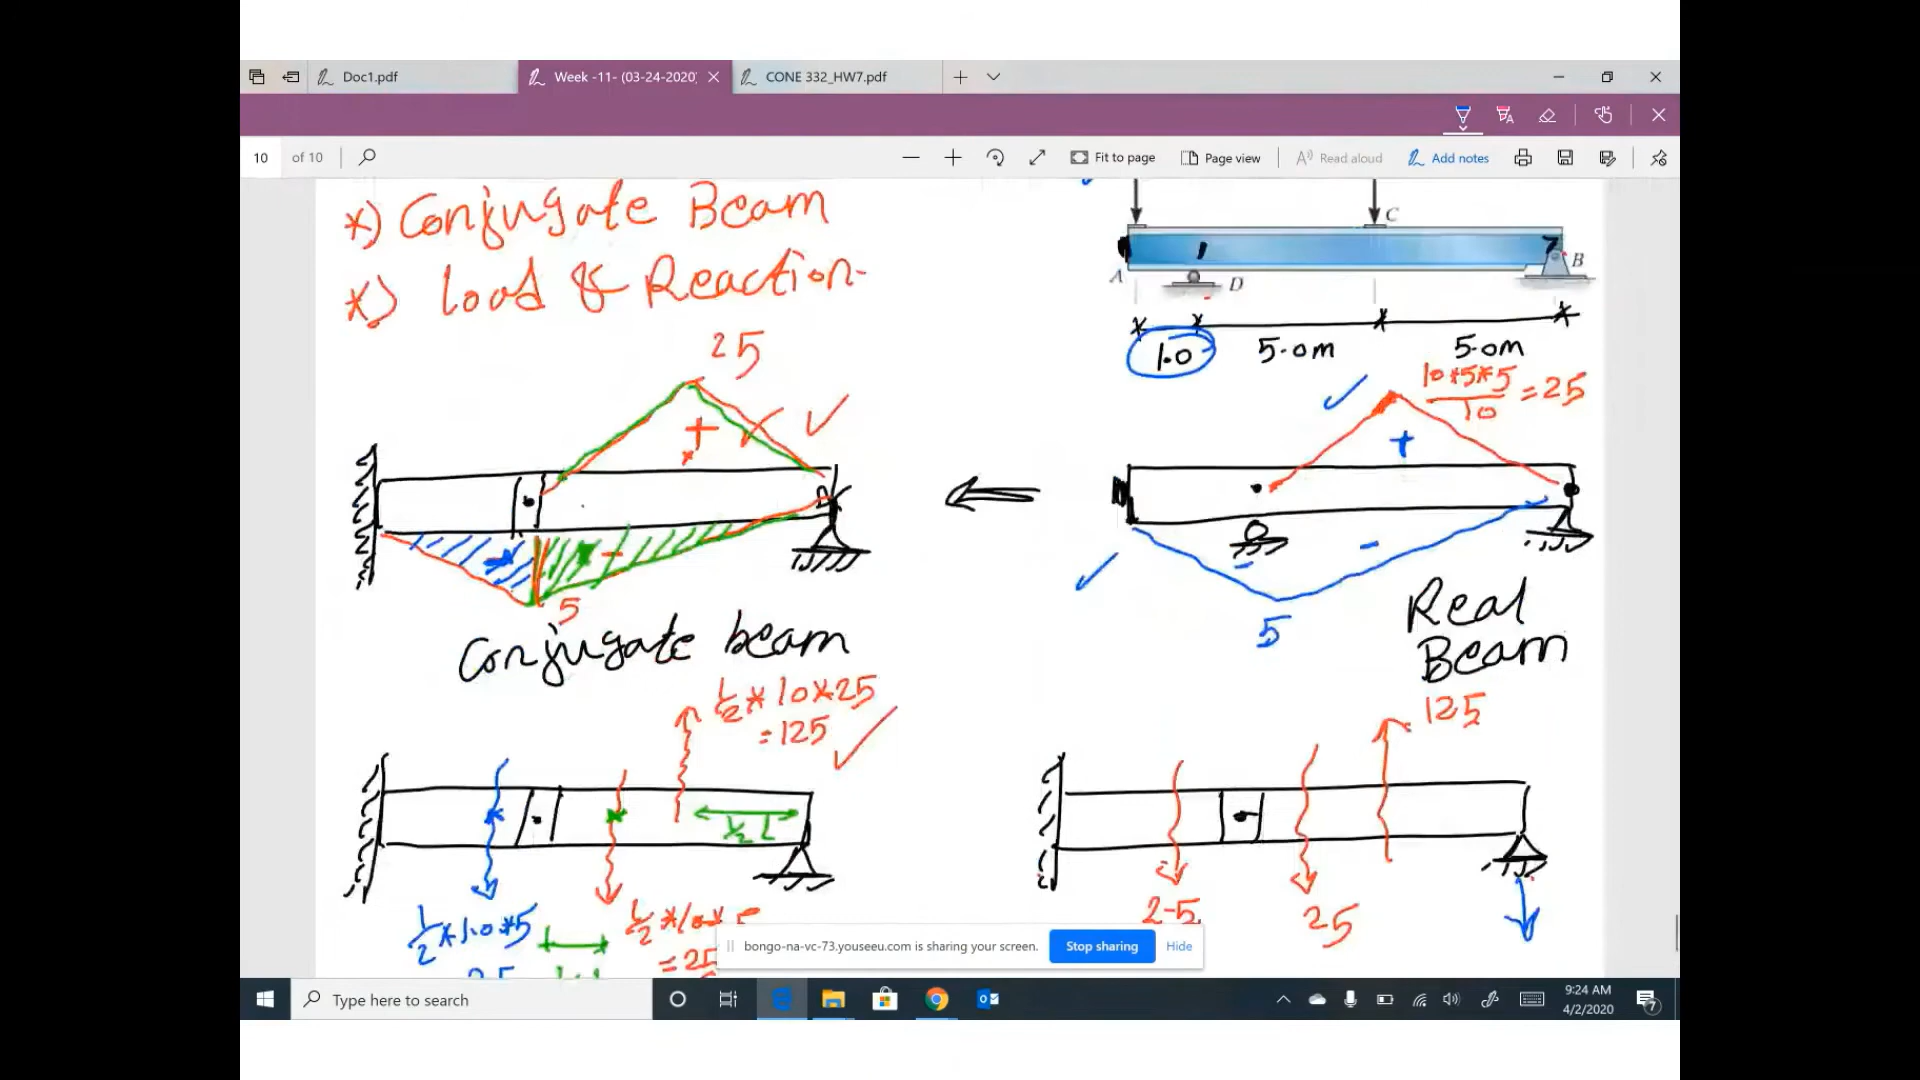 Doc1.pdf
Week -11- (03-24-2020)
CONE 332_HW7.pdf
10 of 10
Fit to page
Page view
Read aloud
Add notes
*) Conjugate Beam
*) Load & Reaction
A
D
C
B
1.0
5.0m
5.0m
25
10*5*5
10
= 25
+
+
-
-
5
5
Conjugate beam
Real
Beam
1/2 * 10*25
= 125
125
1/2 L
1/2 *1.0 *5
= 25
2.5
25
bongo-na-vc-73.youseeu.com is sharing your screen.
Stop sharing
Hide
Type here to search
9:24 AM
4/2/2020
7